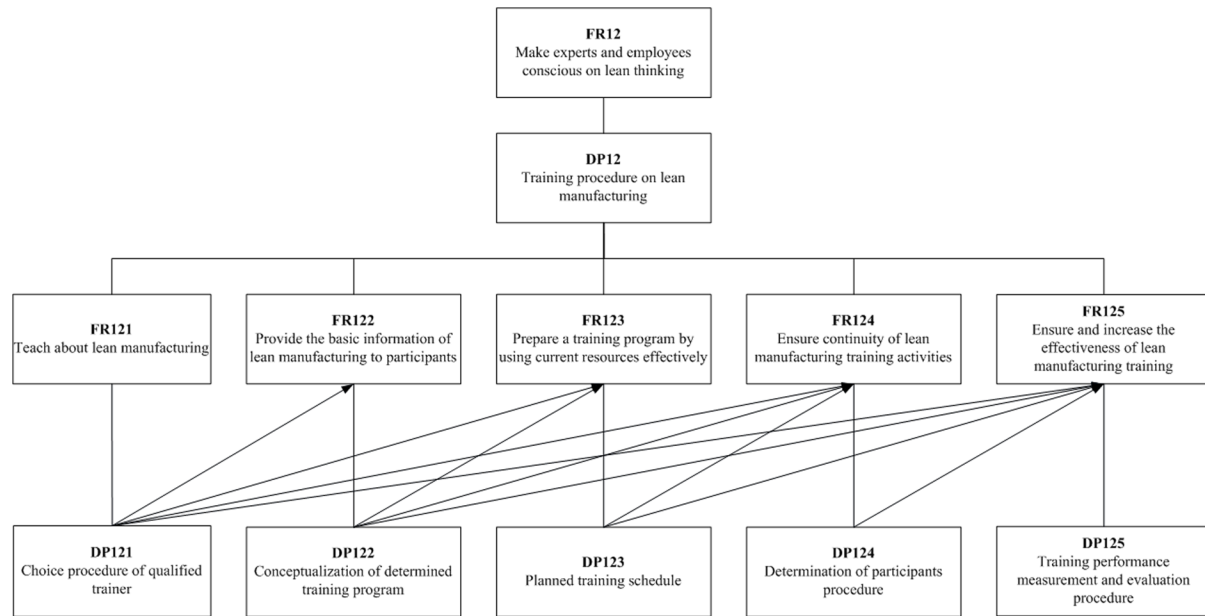 FR12
Make experts and employees
conscious on lean thinking
DP12
Training procedure on lean
manufacturing
FR121
Teach about lean manufacturing
FR122
Provide the basic information of
lean manufacturing to participants
FR123
Prepare a training program by
using current resources effectively
FR124
Ensure continuity of lean
manufacturing training activities
FR125
Ensure and increase the
effectiveness of lean
manufacturing training
DP121
Choice procedure of qualified
trainer
DP122
Conceptualization of determined
training program
DP123
Planned training schedule
DP124
Determination of participants
procedure
DP125
Training performance
measurement and evaluation
procedure